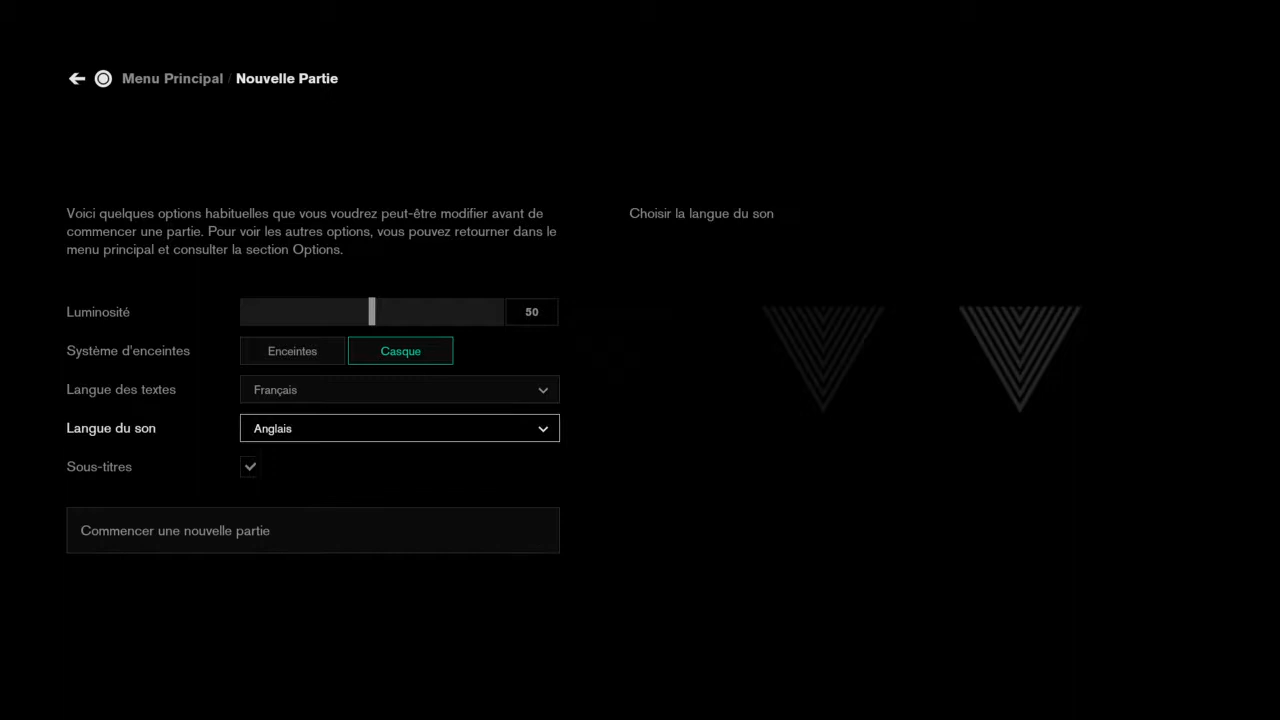 Menu Principal / Nouvelle Partie
Voici quelques options habituelles que vous voudrez peut-être modifier avant de
commencer une partie. Pour voir les autres options, vous pouvez retourner dans le
menu principal et consulter la section Options.
Choisir la langue du son
Luminosité 50
Système d'enceintes Enceintes Casque
Langue des textes Français
Langue du son Anglais
Sous-titres
Commencer une nouvelle partie